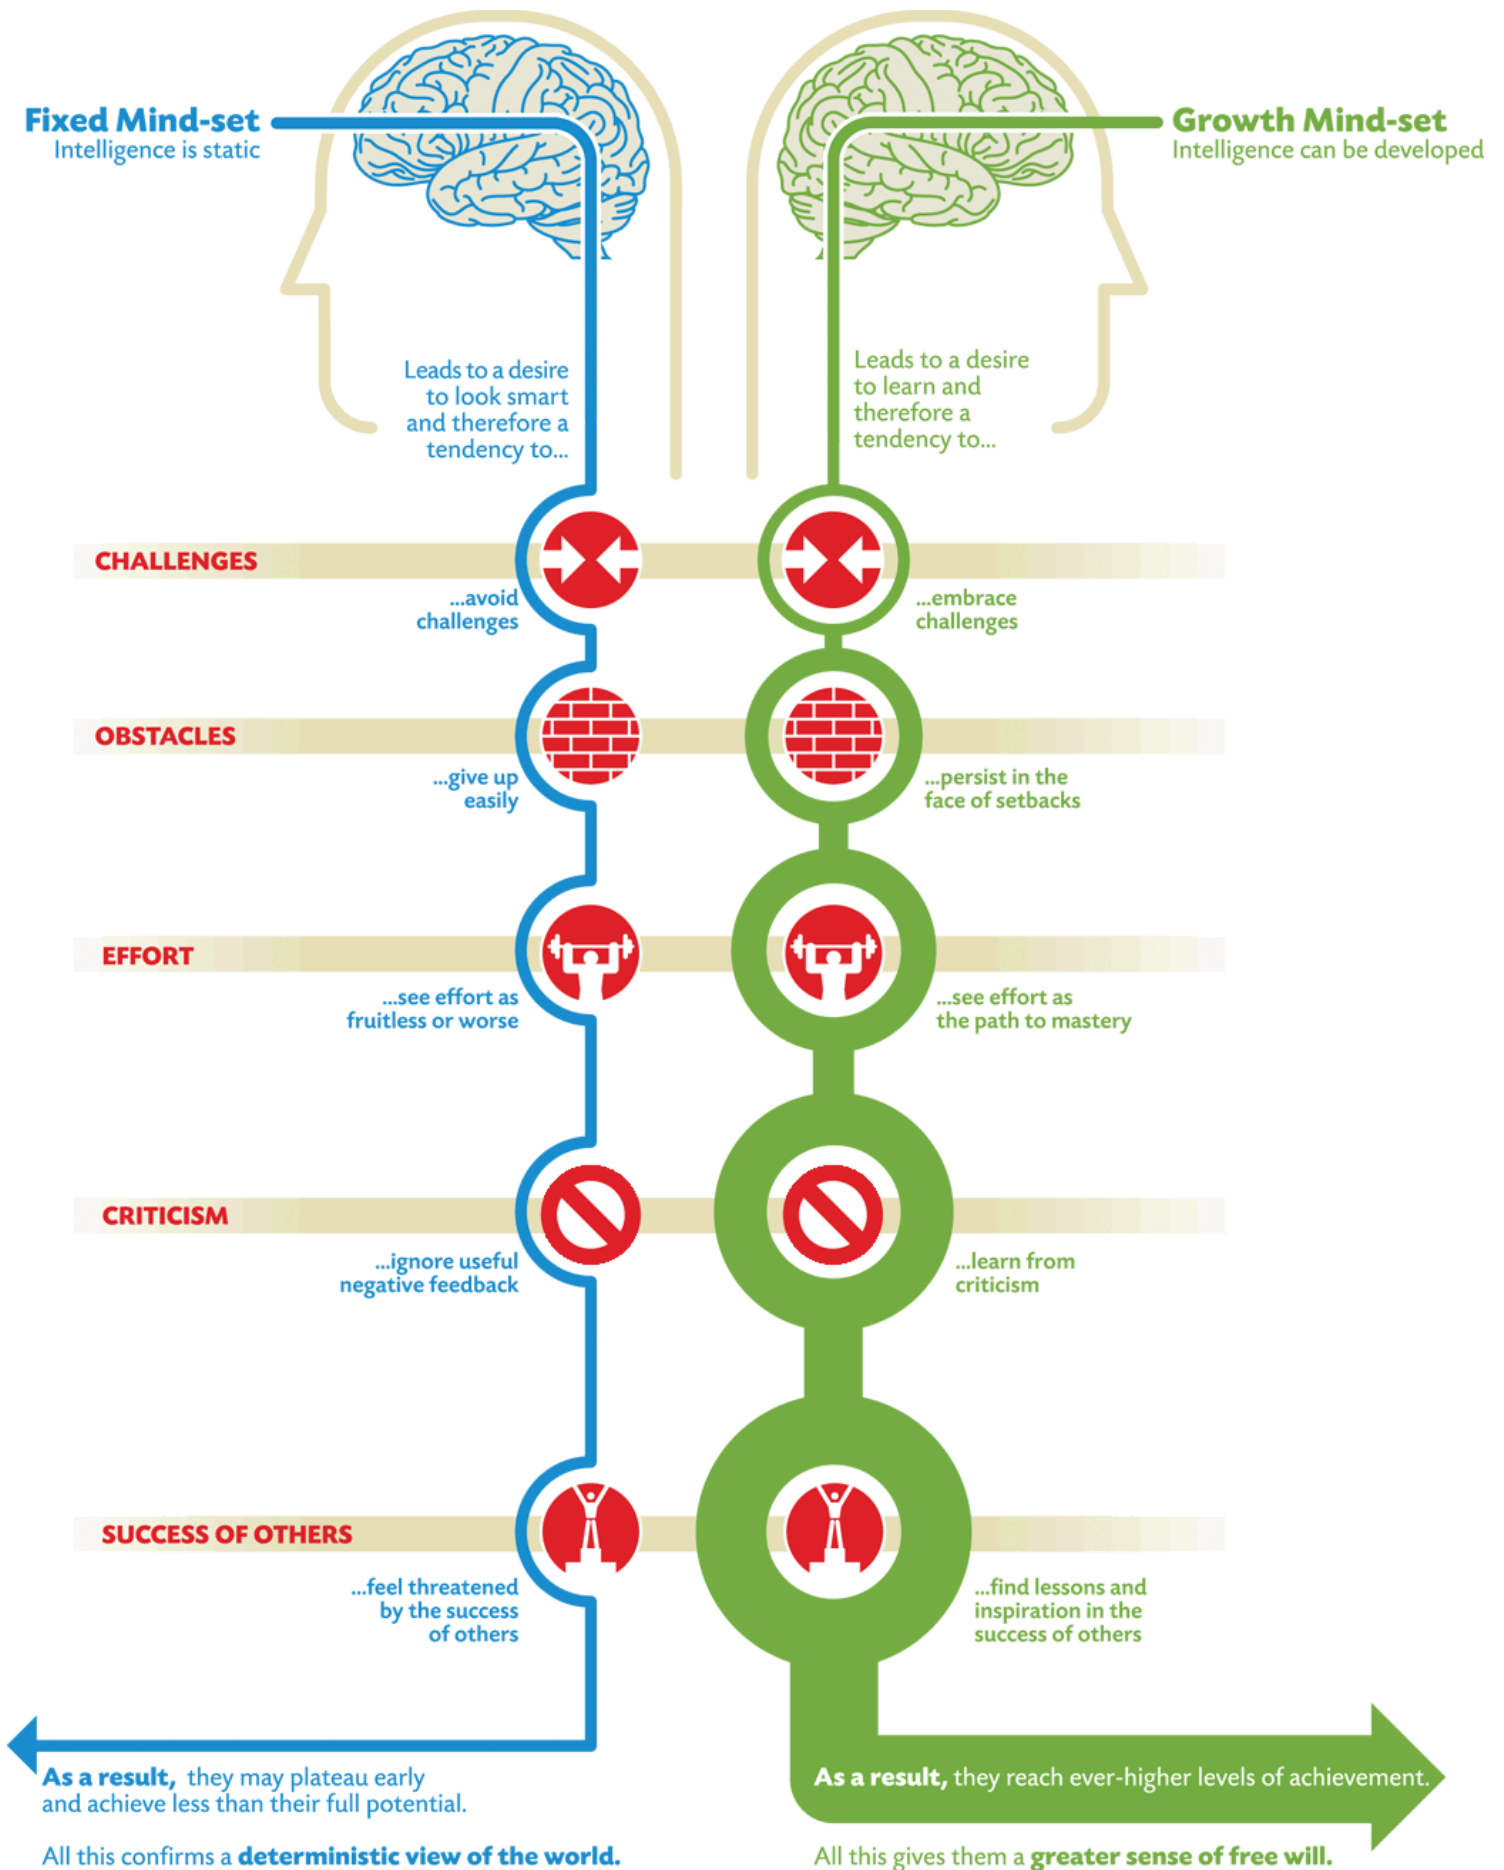 Fixed Mind-set
Intelligence is static
Growth Mind-set
Intelligence can be developed
Leads to a desire
to look smart
and therefore a
tendency to...
Leads to a desire
to learn and
therefore a
tendency to...
CHALLENGES
...avoid
challenges
...embrace
challenges
OBSTACLES
...give up
easily
...persist in the
face of setbacks
EFFORT
...see effort as
fruitless or worse
...see effort as
the path to mastery
CRITICISM
...ignore useful
negative feedback
...learn from
criticism
SUCCESS OF OTHERS
...feel threatened
by the success
of others
...find lessons and
inspiration in the
success of others
As a result, they may plateau early
and achieve less than their full potential.
All this confirms a deterministic view of the world.
As a result, they reach ever-higher levels of achievement.
All this gives them a greater sense of free will.